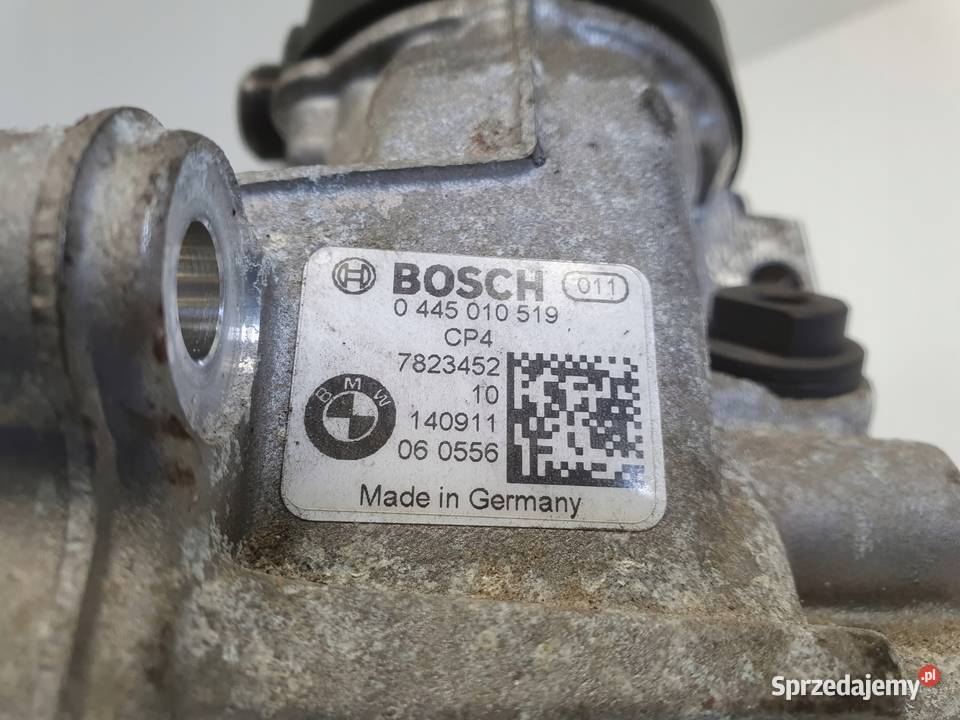 BOSCH 011
0 445 010 519
CP4
7823452
10
BMW
140911
06 0556
Made in Germany
Sprzedajemy.pl